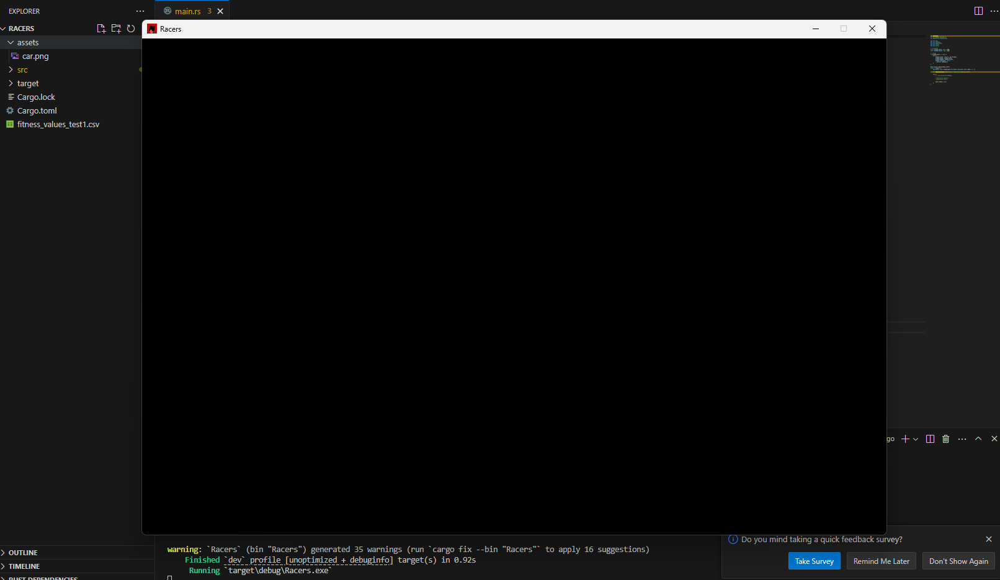 EXPLORER
main.rs 3
RACERS
Racers
assets
car.png
src
target
Cargo.lock
Cargo.toml
fitness_values_test1.csv
go
Do you mind taking a quick feedback survey?
warning: `Racers` (bin "Racers") generated 35 warnings (run `cargo fix --bin "Racers"` to apply 16 suggestions)
Finished `dev` profile [unoptimized + debuginfo] target(s) in 0.92s
Running `target\debug\Racers.exe`
Take Survey
Remind Me Later
Don't Show Again
OUTLINE
TIMELINE
RUST DEPENDENCIES